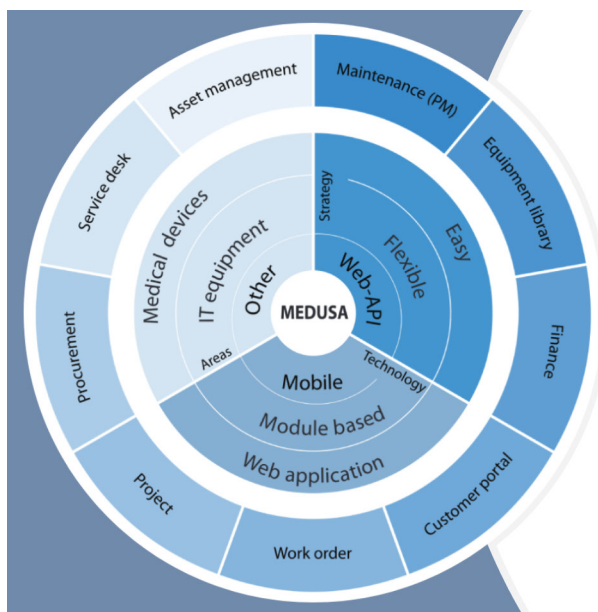 Asset management
Maintenance (PM)
Equipment library
Finance
Customer portal
Work order
Project
Procurement
Service desk
Medical devices
IT equipment
Other
Areas
Strategy
Easy
Flexible
Web-API
Technology
Mobile
Module based
Web application
MEDUSA